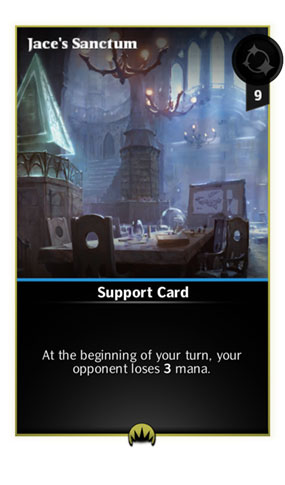 Jace's Sanctum
9
Support Card
At the beginning of your turn, your
opponent loses 3 mana.